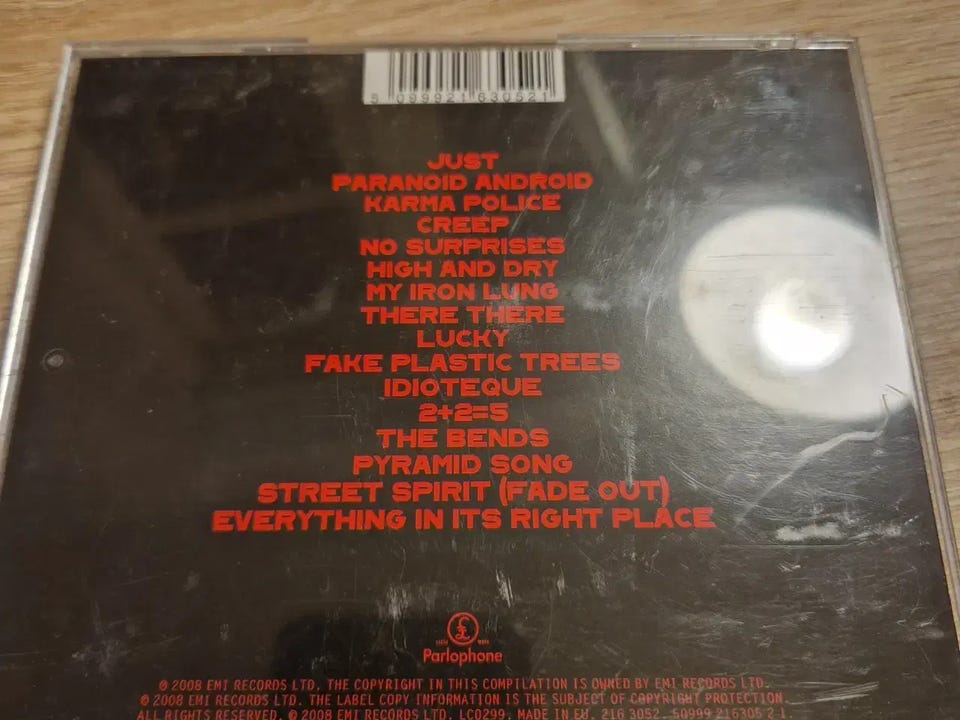 5 099921 630521
JUST
PARANOID ANDROID
KARMA POLICE
CREEP
NO SURPRISES
HIGH AND DRY
MY IRON LUNG
THERE THERE
LUCKY
FAKE PLASTIC TREES
IDIOTEQUE
2+2=5
THE BENDS
PYRAMID SONG
STREET SPIRIT (FADE OUT)
EVERYTHING IN ITS RIGHT PLACE
£
Parlophone
℗ 2008 EMI RECORDS LTD. THE COPYRIGHT IN THIS COMPILATION IS OWNED BY EMI RECORDS LTD.
© 2008 EMI RECORDS LTD. THE LABEL COPY INFORMATION IS THE SUBJECT OF COPYRIGHT PROTECTION.
ALL RIGHTS RESERVED. © 2008 EMI RECORDS LTD. LC0299. MADE IN EU. 216 3052 50999 216305 2 1